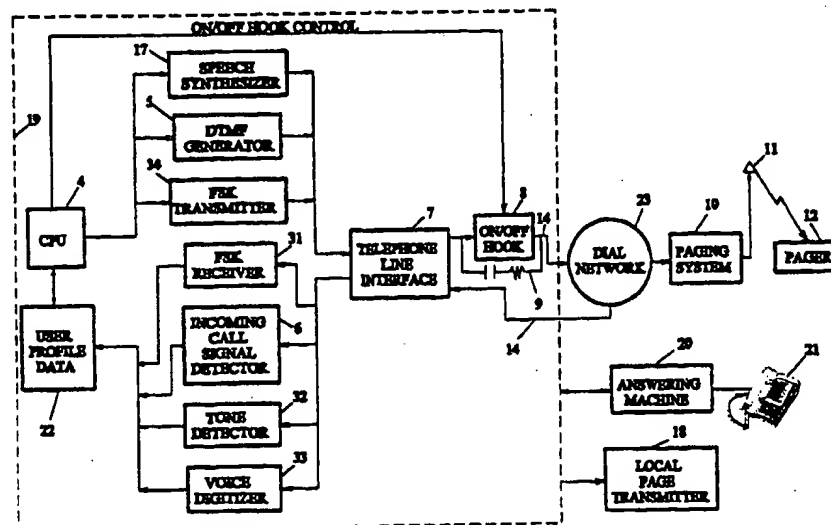 ON/OFF HOOK CONTROL
17
SPEECH
SYNTHESIZER
19
5
DTMF
GENERATOR
4
34
FSK
TRANSMITTER
CPU
31
FSK
RECEIVER
7
TELEPHONE
LINE
INTERFACE
8
ON/OFF
HOOK
14
9
23
DIAL
NETWORK
10
PAGING
SYSTEM
11
12
PAGER
USER
PROFILE
DATA
22
INCOMING
CALL
SIGNAL
DETECTOR
6
14
32
TONE
DETECTOR
33
VOICE
DIGITIZER
20
ANSWERING
MACHINE
21
18
LOCAL
PAGE
TRANSMITTER